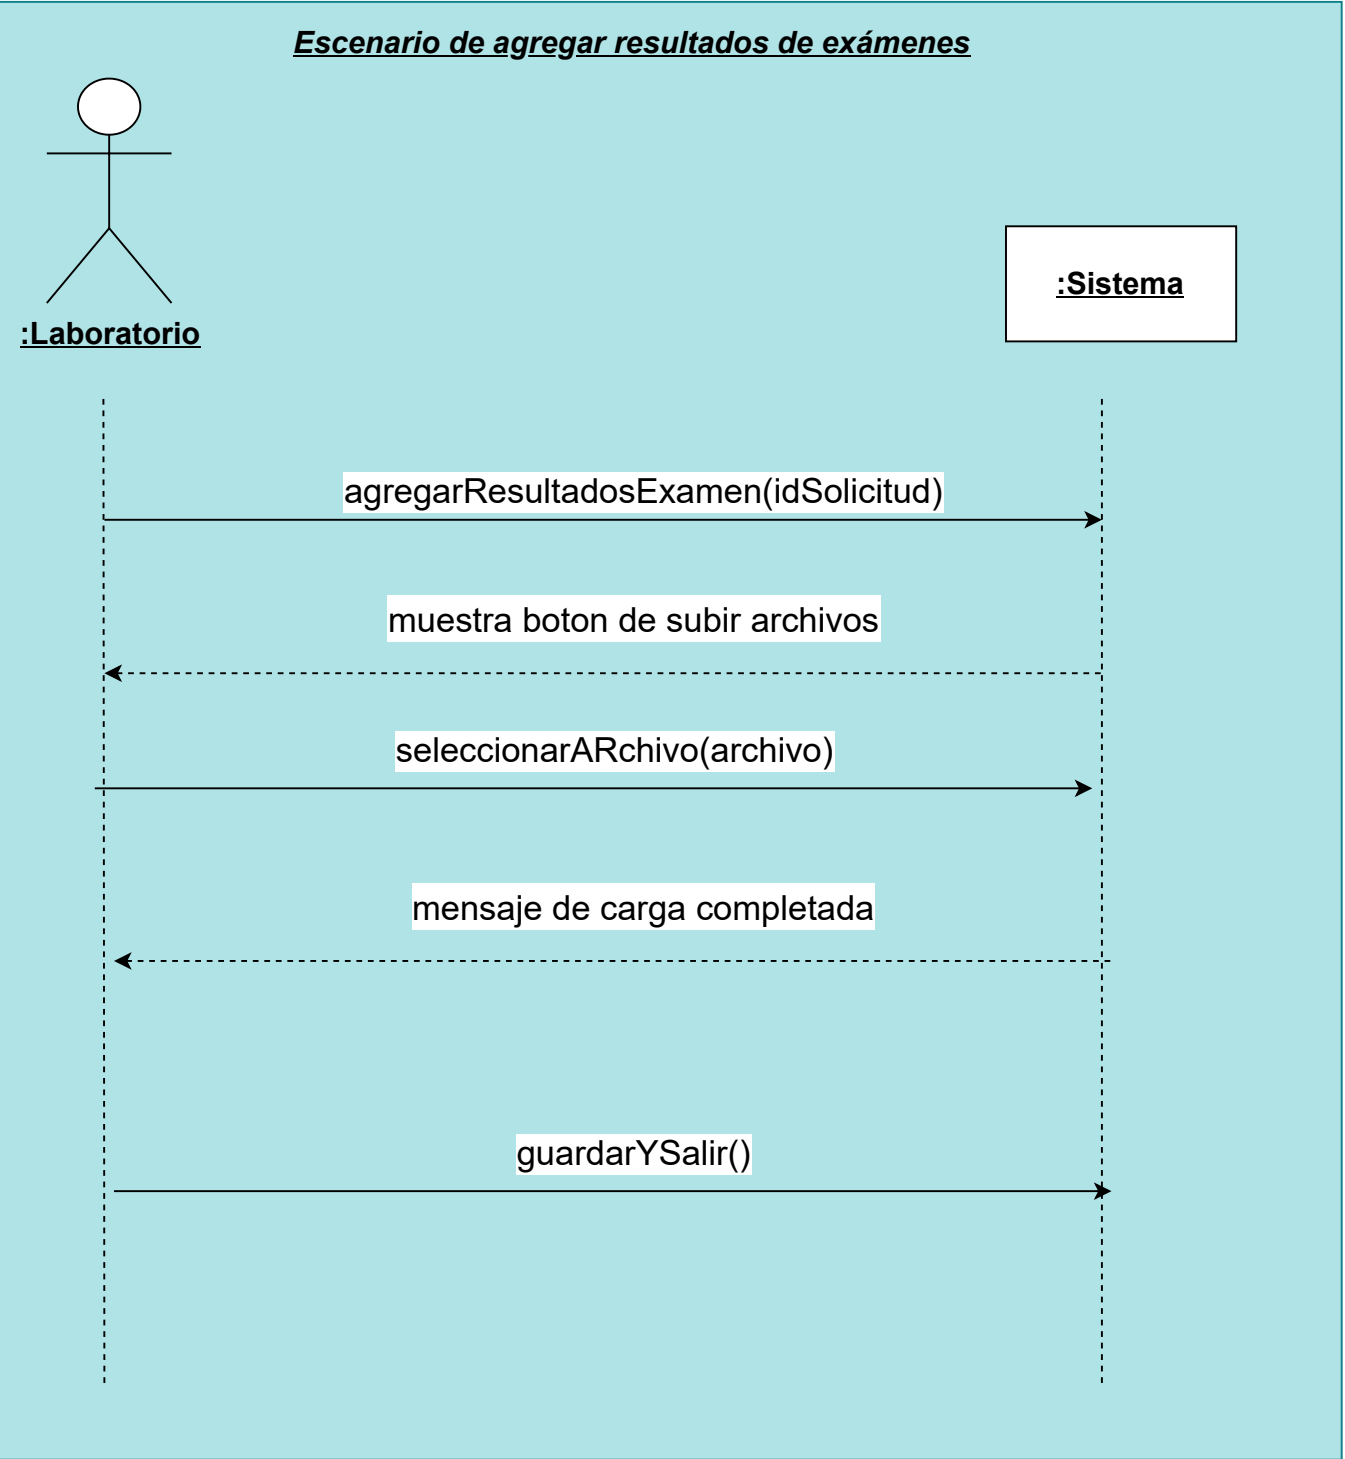 Escenario de agregar resultados de exámenes
:Sistema
:Laboratorio
agregarResultadosExamen(idSolicitud)
muestra boton de subir archivos
seleccionarARchivo(archivo)
mensaje de carga completada
guardarYSalir()